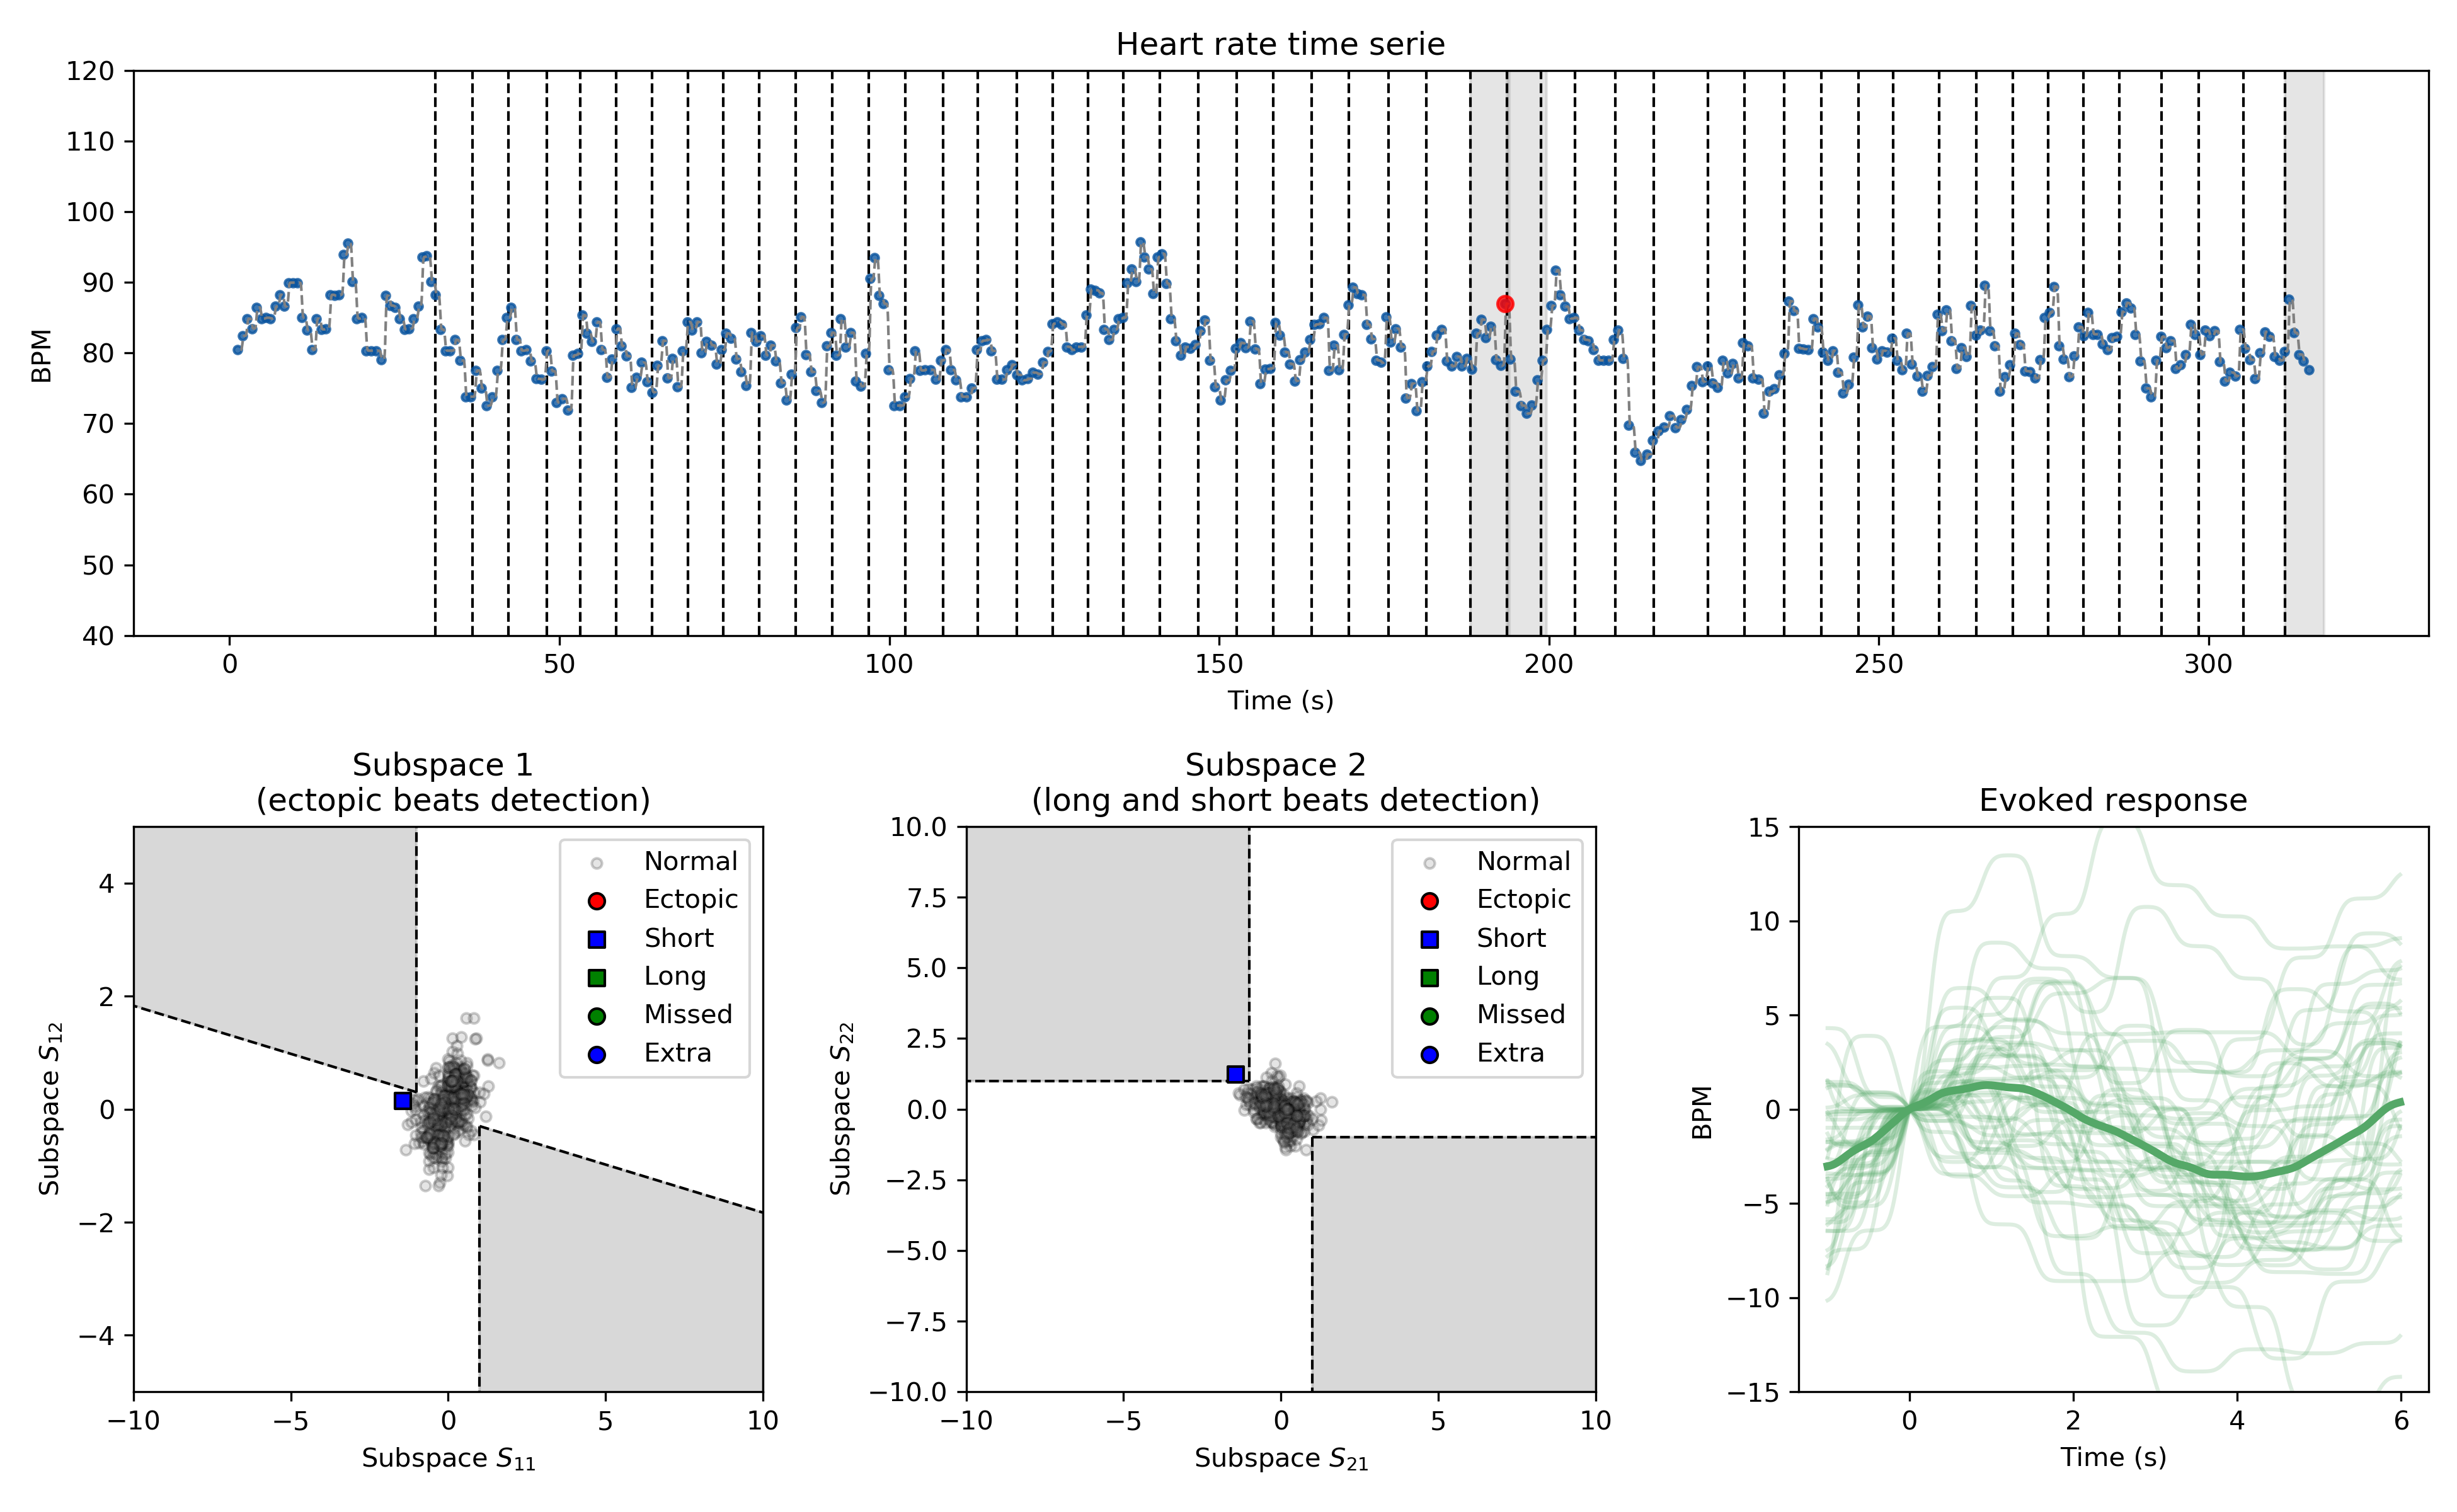 Heart rate time serie
120
110
100
90
80
70
60
50
40
BPM
0 50 100 150 200 250 300
Time (s)
Subspace 1
(ectopic beats detection)
4
2
0
−2
−4
Subspace S12
Normal
Ectopic
Short
Long
Missed
Extra
−10 −5 0 5 10
Subspace S11
Subspace 2
(long and short beats detection)
10.0
7.5
5.0
2.5
0.0
−2.5
−5.0
−7.5
−10.0
Subspace S22
Normal
Ectopic
Short
Long
Missed
Extra
−10 −5 0 5 10
Subspace S21
Evoked response
15
10
5
0
−5
−10
−15
BPM
0 2 4 6
Time (s)